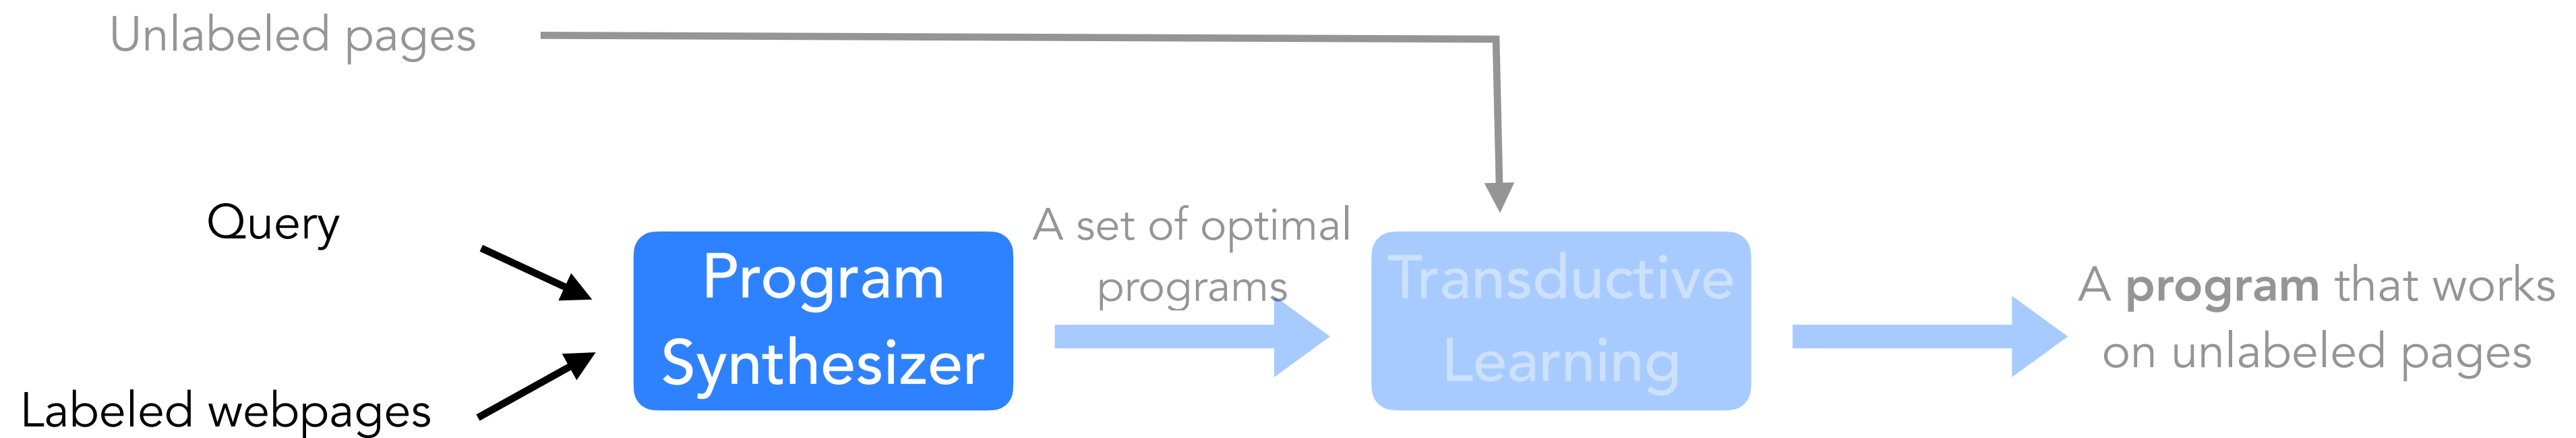 Unlabeled pages
Query
Labeled webpages
Program
Synthesizer
A set of optimal
programs
Transductive
Learning
A program that works
on unlabeled pages